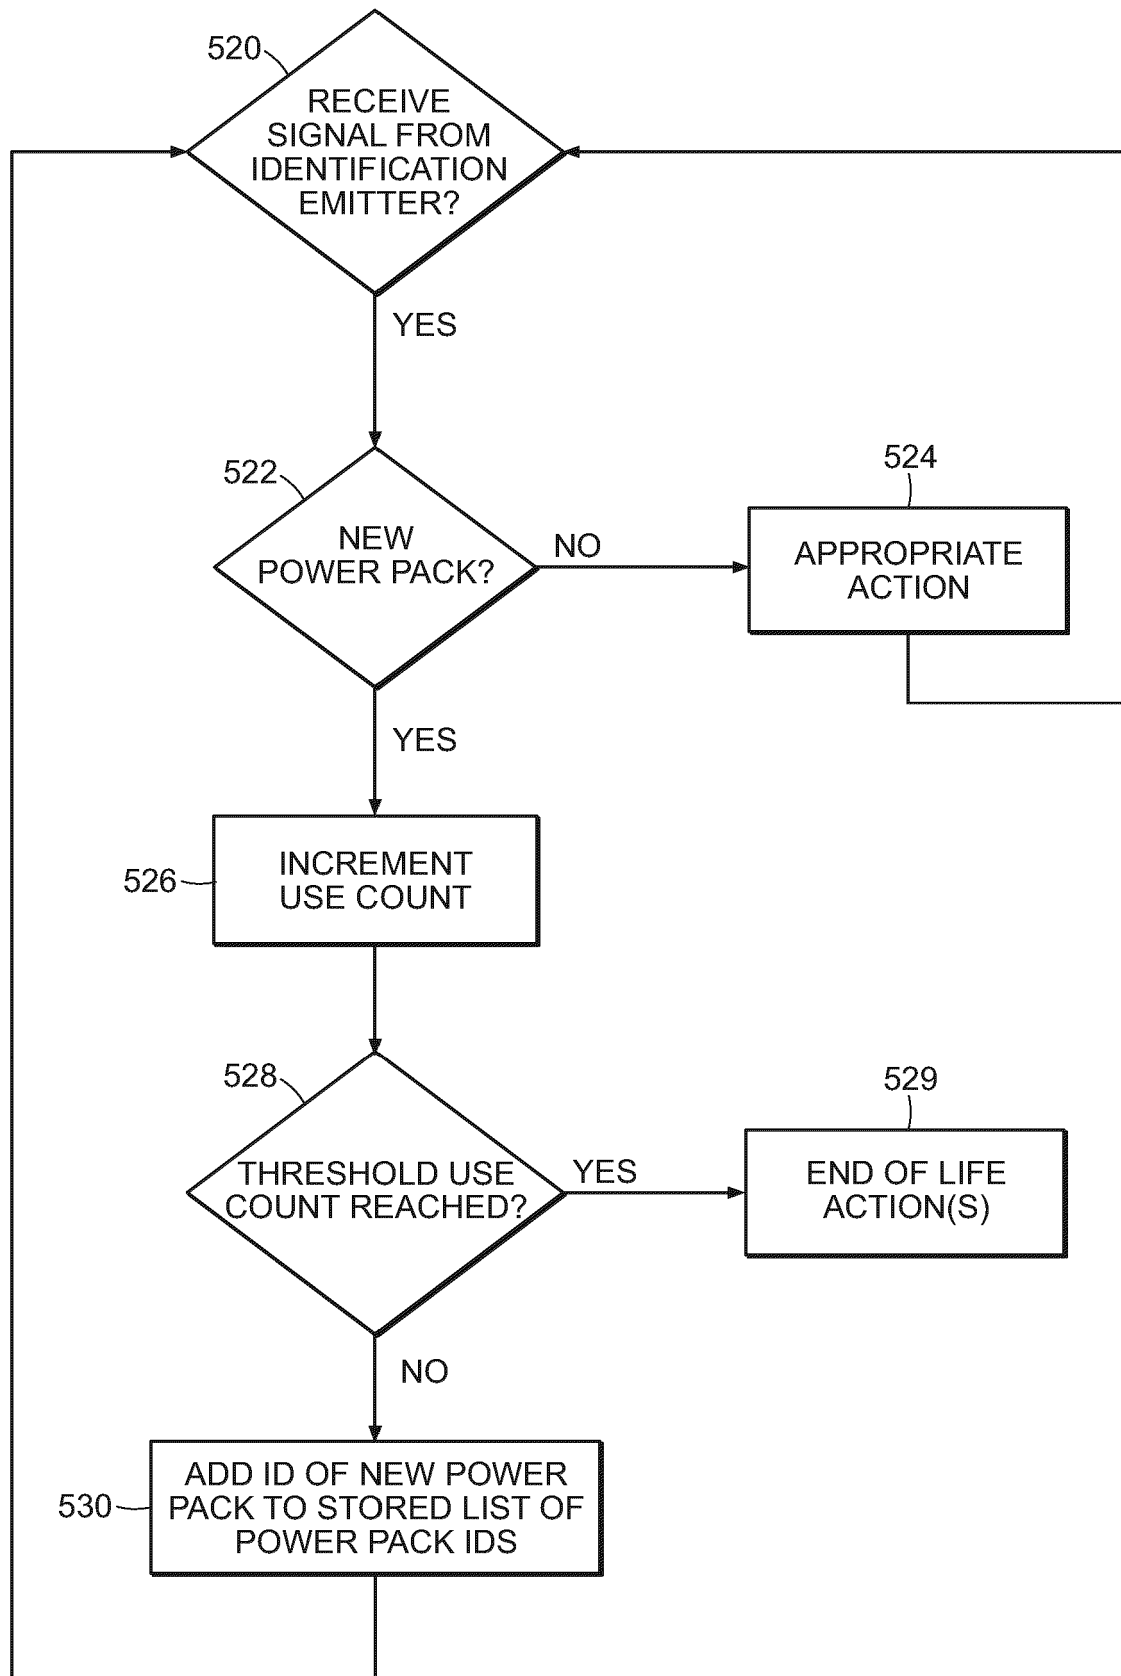 520
RECEIVE
SIGNAL FROM
IDENTIFICATION
EMITTER?
YES
522
NEW
POWER PACK?
NO
524
APPROPRIATE
ACTION
YES
526
INCREMENT
USE COUNT
528
THRESHOLD USE
COUNT REACHED?
YES
529
END OF LIFE
ACTION(S)
NO
530
ADD ID OF NEW POWER
PACK TO STORED LIST OF
POWER PACK IDS